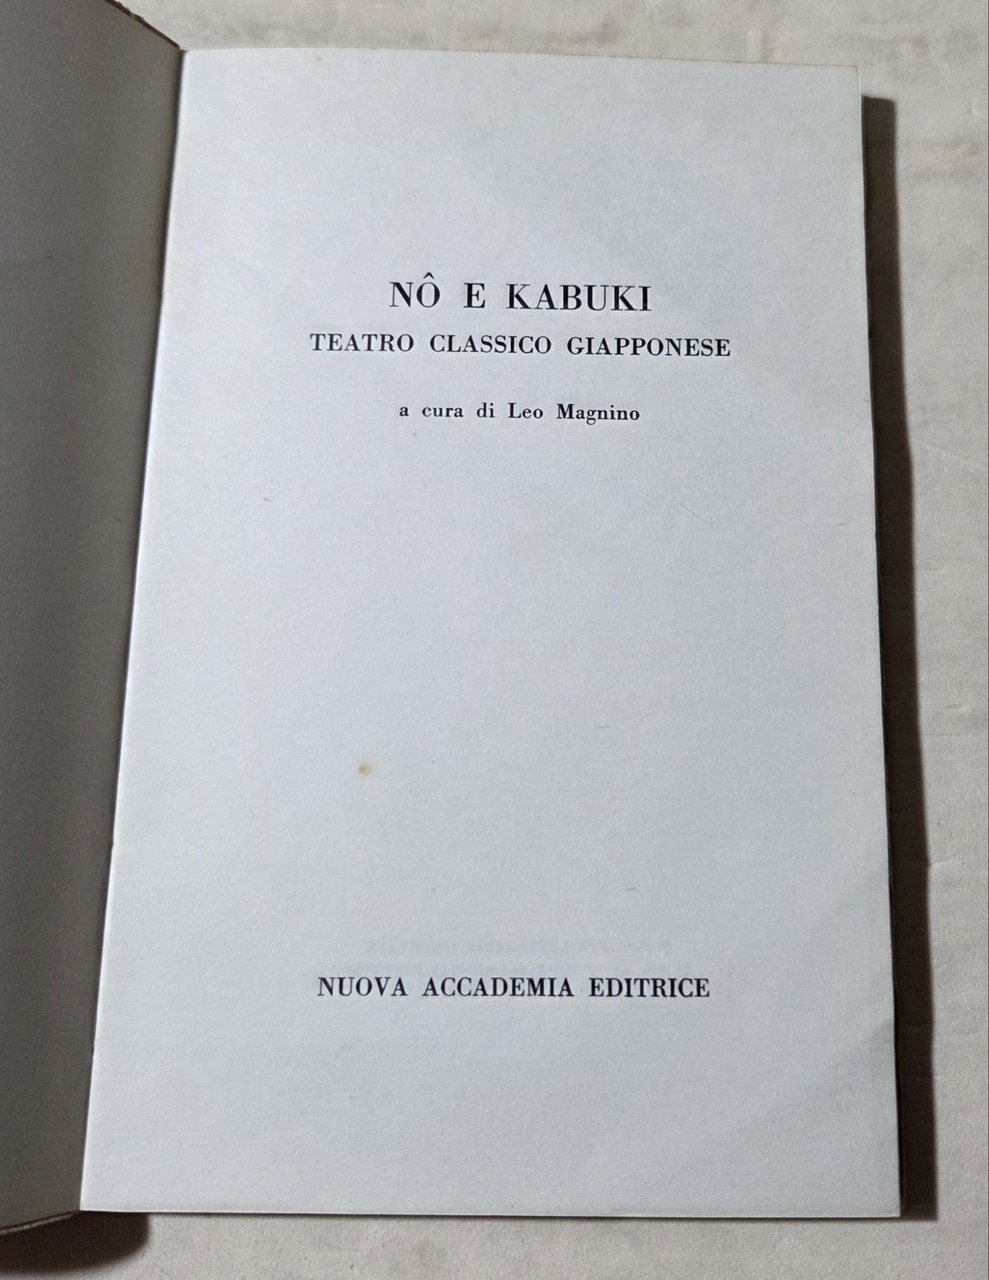 NÔ E KABUKI
TEATRO CLASSICO GIAPPONESE
a cura di Leo Magnino
NUOVA ACCADEMIA EDITRICE